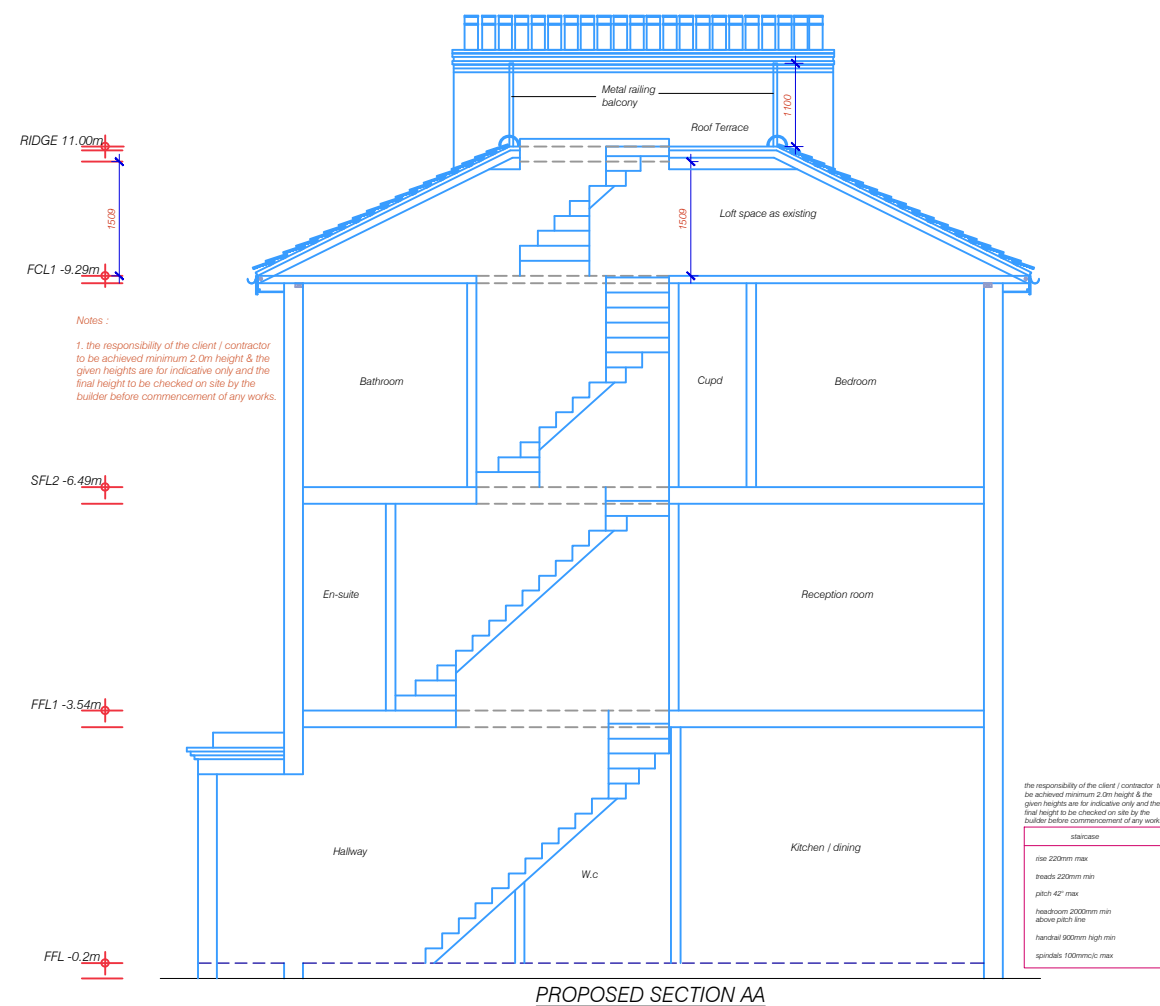 Metal railing
balcony
1100
Roof Terrace
RIDGE 11.00m
1509
1509
Loft space as existing
FCL1 -9.29m
Notes :
1. the responsibility of the client / contractor
to be achieved minimum 2.0m height & the
given heights are for indicative only and the
final height to be checked on site by the
builder before commencement of any works.
Bathroom
Cupd
Bedroom
SFL2 -6.49m
En-suite
Reception room
FFL1 -3.54m
the responsibility of the client / contractor
be achieved minimum 2.0m height & the
given heights are for indicative only and the
final height to be checked on site by the
builder before commencement of any
staircase
rise 220mm max
treads 220mm min
pitch 42° max
headroom 2000mm min
above pitch line
handrail 900mm high min
spindals 100mmc/c max
Hallway
W.c
Kitchen / dining
FFL -0.2m
PROPOSED SECTION AA